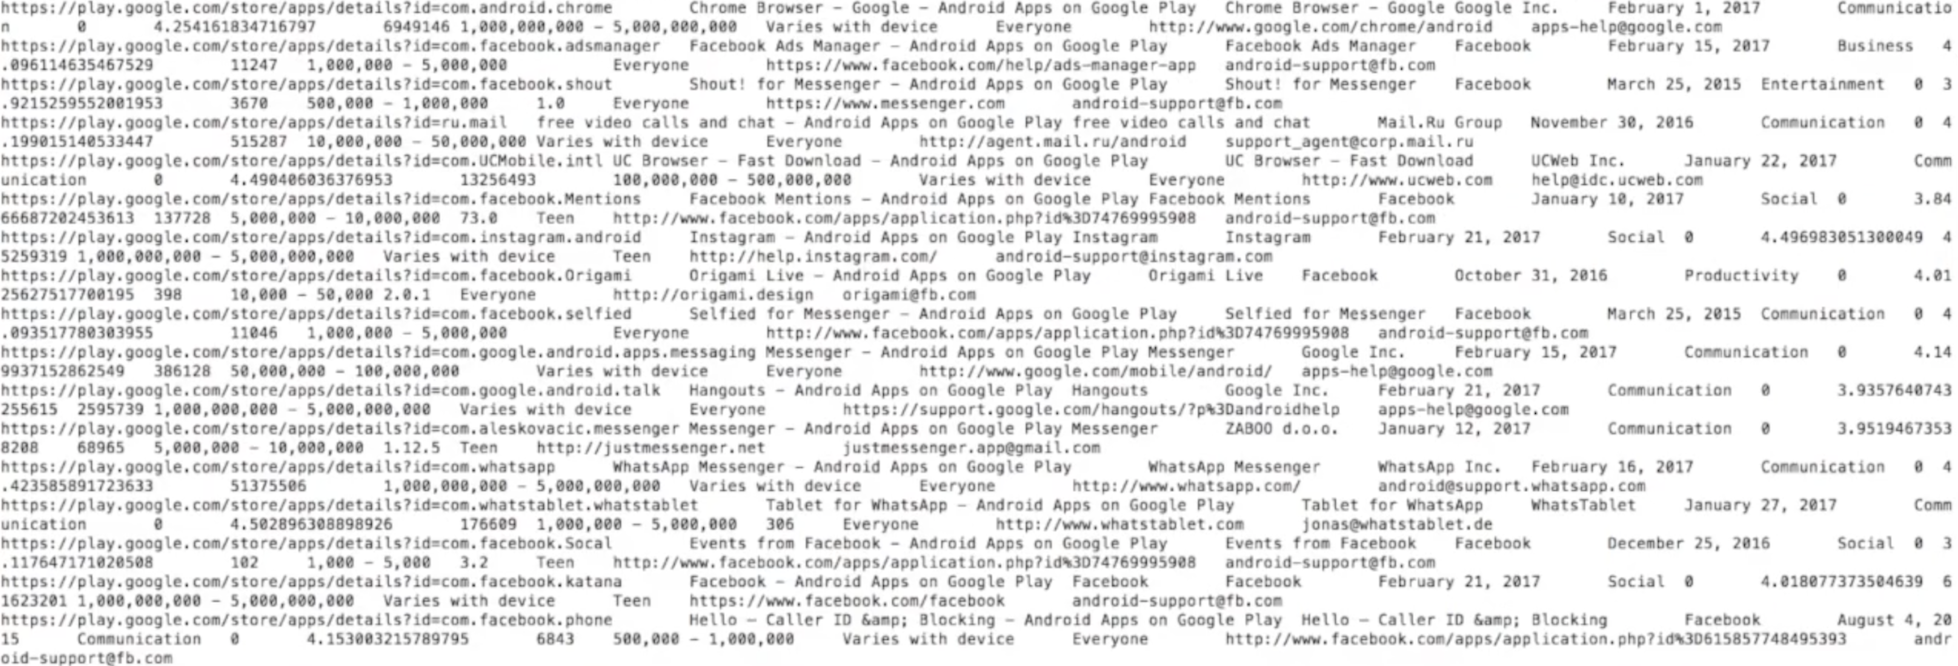 https://play.google.com/store/apps/details?id=com.android.chrome Chrome Browser – Google – Android Apps on Google Play Chrome Browser – Google Google Inc. February 1, 2017 Communicatio
n 0 4.254161834716797 6949146 1,000,000,000 – 5,000,000,000 Varies with device Everyone http://www.google.com/chrome/android apps-help@google.com
https://play.google.com/store/apps/details?id=com.facebook.adsmanager Facebook Ads Manager – Android Apps on Google Play Facebook Ads Manager Facebook February 15, 2017 Business 4
.096114635467529 11247 1,000,000 – 5,000,000 Everyone https://www.facebook.com/help/ads-manager-app android-support@fb.com
https://play.google.com/store/apps/details?id=com.facebook.shout Shout! for Messenger – Android Apps on Google Play Shout! for Messenger Facebook March 25, 2015 Entertainment 0 3
.9215259552001953 3670 500,000 – 1,000,000 1.0 Everyone https://www.messenger.com android-support@fb.com
https://play.google.com/store/apps/details?id=ru.mail free video calls and chat – Android Apps on Google Play free video calls and chat Mail.Ru Group November 30, 2016 Communication 0 4
.199015140533447 515287 10,000,000 – 50,000,000 Varies with device Everyone http://agent.mail.ru/android support_agent@corp.mail.ru
https://play.google.com/store/apps/details?id=com.UCMobile.intl UC Browser – Fast Download – Android Apps on Google Play UC Browser – Fast Download UCWeb Inc. January 22, 2017 Comm
unication 0 4.490406036376953 13256493 100,000,000 – 500,000,000 Varies with device Everyone http://www.ucweb.com help@idc.ucweb.com
https://play.google.com/store/apps/details?id=com.facebook.Mentions Facebook Mentions – Android Apps on Google Play Facebook Mentions Facebook January 10, 2017 Social 0 3.84
66687202453613 137728 5,000,000 – 10,000,000 73.0 Teen http://www.facebook.com/apps/application.php?id%3D74769995908 android-support@fb.com
https://play.google.com/store/apps/details?id=com.instagram.android Instagram – Android Apps on Google Play Instagram Instagram February 21, 2017 Social 0 4.496983051300049 4
5259319 1,000,000,000 – 5,000,000,000 Varies with device Teen http://help.instagram.com/ android-support@instagram.com
https://play.google.com/store/apps/details?id=com.facebook.Origami Origami Live – Android Apps on Google Play Origami Live Facebook October 31, 2016 Productivity 0 4.01
25627517700195 398 10,000 – 50,000 2.0.1 Everyone http://origami.design origami@fb.com
https://play.google.com/store/apps/details?id=com.facebook.selfied Selfied for Messenger – Android Apps on Google Play Selfied for Messenger Facebook March 25, 2015 Communication 0 4
.093517780303955 11046 1,000,000 – 5,000,000 Everyone http://www.facebook.com/apps/application.php?id%3D74769995908 android-support@fb.com
https://play.google.com/store/apps/details?id=com.google.android.apps.messaging Messenger – Android Apps on Google Play Messenger Google Inc. February 15, 2017 Communication 0 4.14
9937152862549 386128 50,000,000 – 100,000,000 Varies with device Everyone http://www.google.com/mobile/android/ apps-help@google.com
https://play.google.com/store/apps/details?id=com.google.android.talk Hangouts – Android Apps on Google Play Hangouts Google Inc. February 21, 2017 Communication 0 3.9357640743
255615 2595739 1,000,000,000 – 5,000,000,000 Varies with device Everyone https://support.google.com/hangouts/?p%3Dandroidhelp apps-help@google.com
https://play.google.com/store/apps/details?id=com.aleskovacic.messenger Messenger – Android Apps on Google Play Messenger ZABOO d.o.o. January 12, 2017 Communication 0 3.9519467353
8208 68965 5,000,000 – 10,000,000 1.12.5 Teen http://justmessenger.net justmessenger.app@gmail.com
https://play.google.com/store/apps/details?id=com.whatsapp WhatsApp Messenger – Android Apps on Google Play WhatsApp Messenger WhatsApp Inc. February 16, 2017 Communication 0 4
.423585891723633 51375506 1,000,000,000 – 5,000,000,000 Varies with device Everyone http://www.whatsapp.com/ android@support.whatsapp.com
https://play.google.com/store/apps/details?id=com.whatstablet.whatstablet Tablet for WhatsApp – Android Apps on Google Play Tablet for WhatsApp WhatsTablet January 27, 2017 Comm
unication 0 4.502896308898926 176609 1,000,000 – 5,000,000 306 Everyone http://www.whatstablet.com jonas@whatstablet.de
https://play.google.com/store/apps/details?id=com.facebook.Socal Events from Facebook – Android Apps on Google Play Events from Facebook Facebook December 25, 2016 Social 0 3
.117647171020508 102 1,000 – 5,000 3.2 Teen http://www.facebook.com/apps/application.php?id%3D74769995908 android-support@fb.com
https://play.google.com/store/apps/details?id=com.facebook.katana Facebook – Android Apps on Google Play Facebook Facebook February 21, 2017 Social 0 4.018077373504639 6
1623201 1,000,000,000 – 5,000,000,000 Varies with device Teen https://www.facebook.com/facebook android-support@fb.com
https://play.google.com/store/apps/details?id=com.facebook.phone Hello – Caller ID &amp; Blocking – Android Apps on Google Play Hello – Caller ID &amp; Blocking Facebook August 4, 20
15 Communication 0 4.153003215789795 6843 500,000 – 1,000,000 Varies with device Everyone http://www.facebook.com/apps/application.php?id%3D615857748495393 andr
oid-support@fb.com